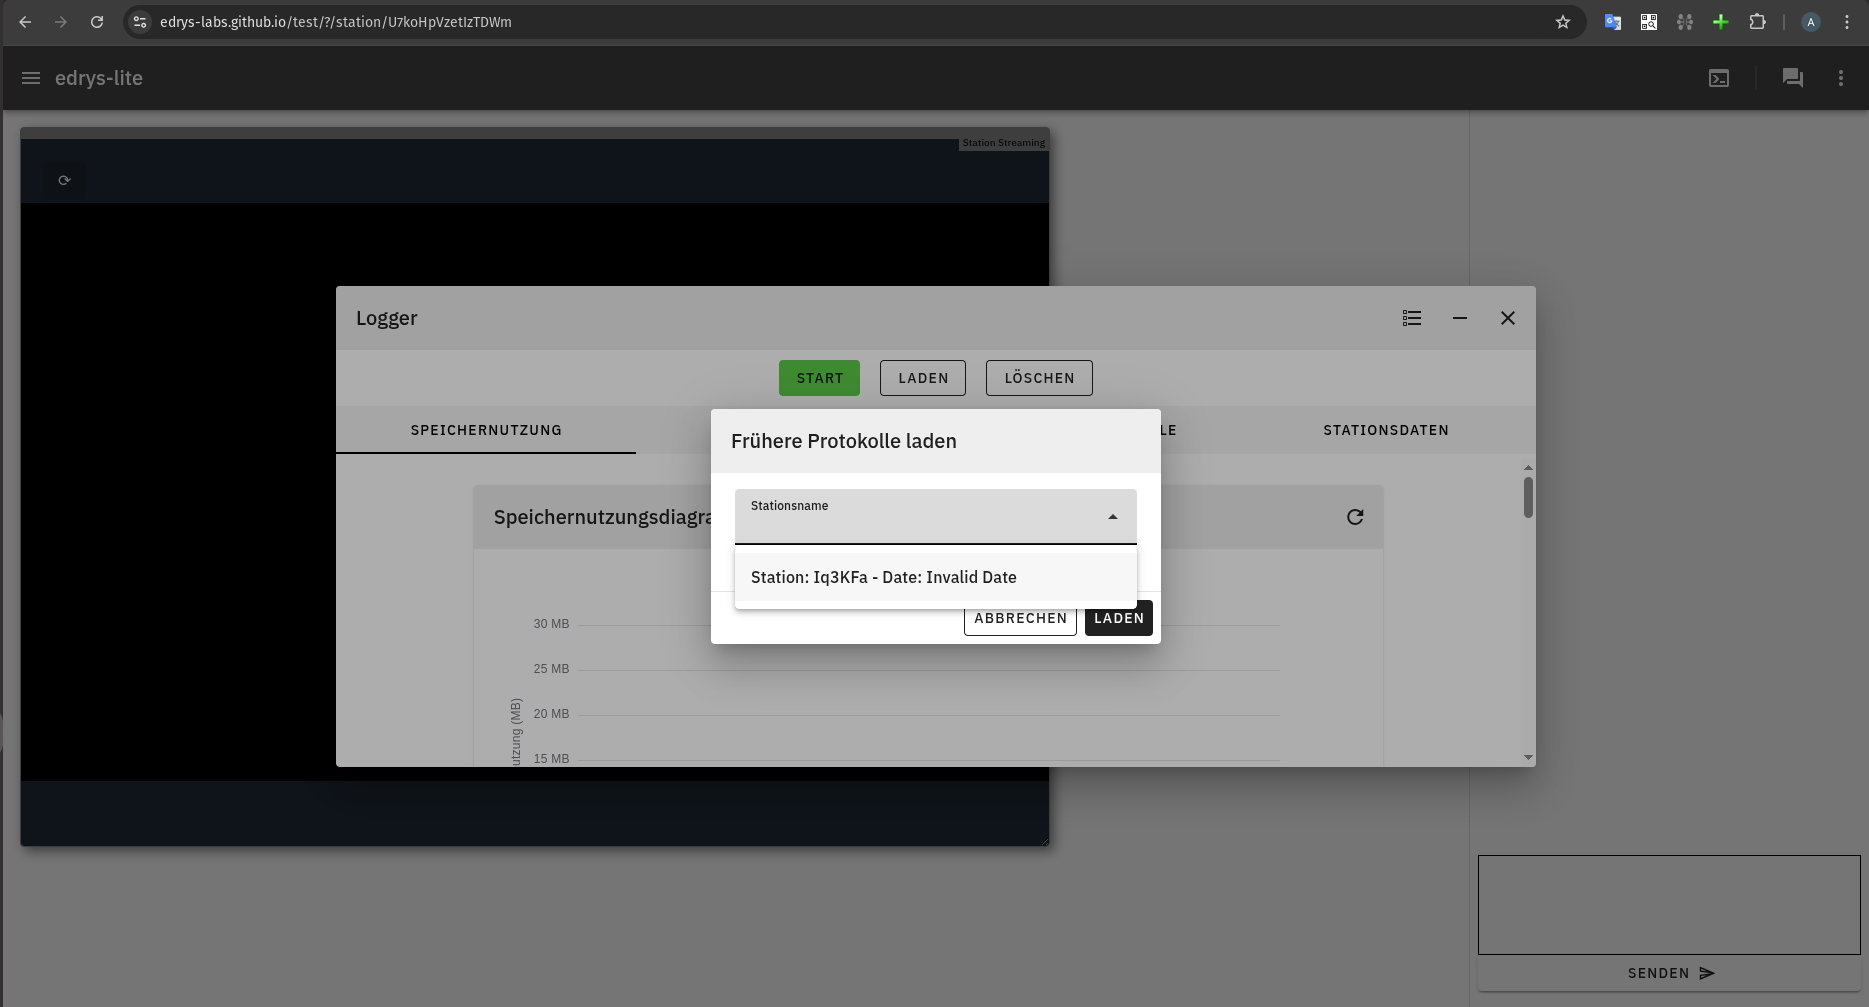 edrys-labs.github.io/test/?/station/U7koHpVzetIzTDWm
A
edrys-lite
Station Streaming
Logger
START
LADEN
LÖSCHEN
SPEICHERNUTZUNG
LE
STATIONSDATEN
Frühere Protokolle laden
Stationsname
Station: Iq3KFa - Date: Invalid Date
ABBRECHEN
LADEN
Speichernutzungsdiagra
30 MB
25 MB
20 MB
15 MB
utzung (MB)
SENDEN